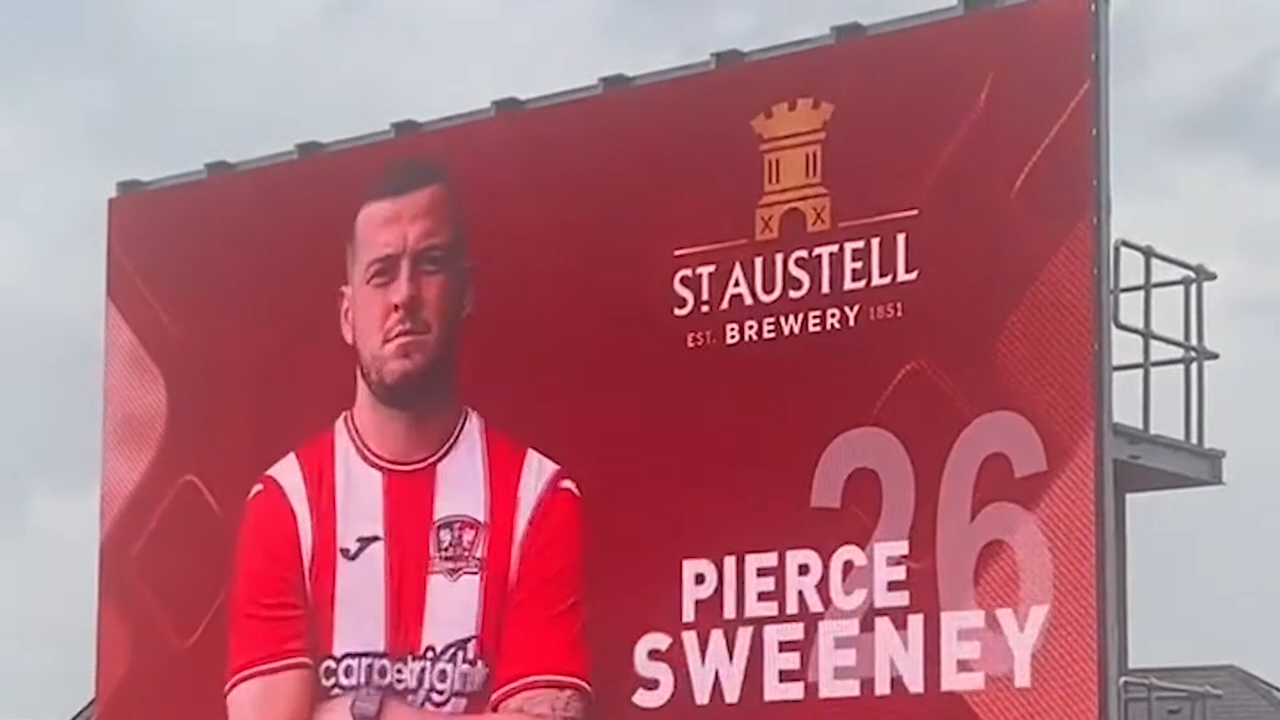 ST AUSTELL
EST. BREWERY 1851
26
PIERCE
SWEENEY
carpetright